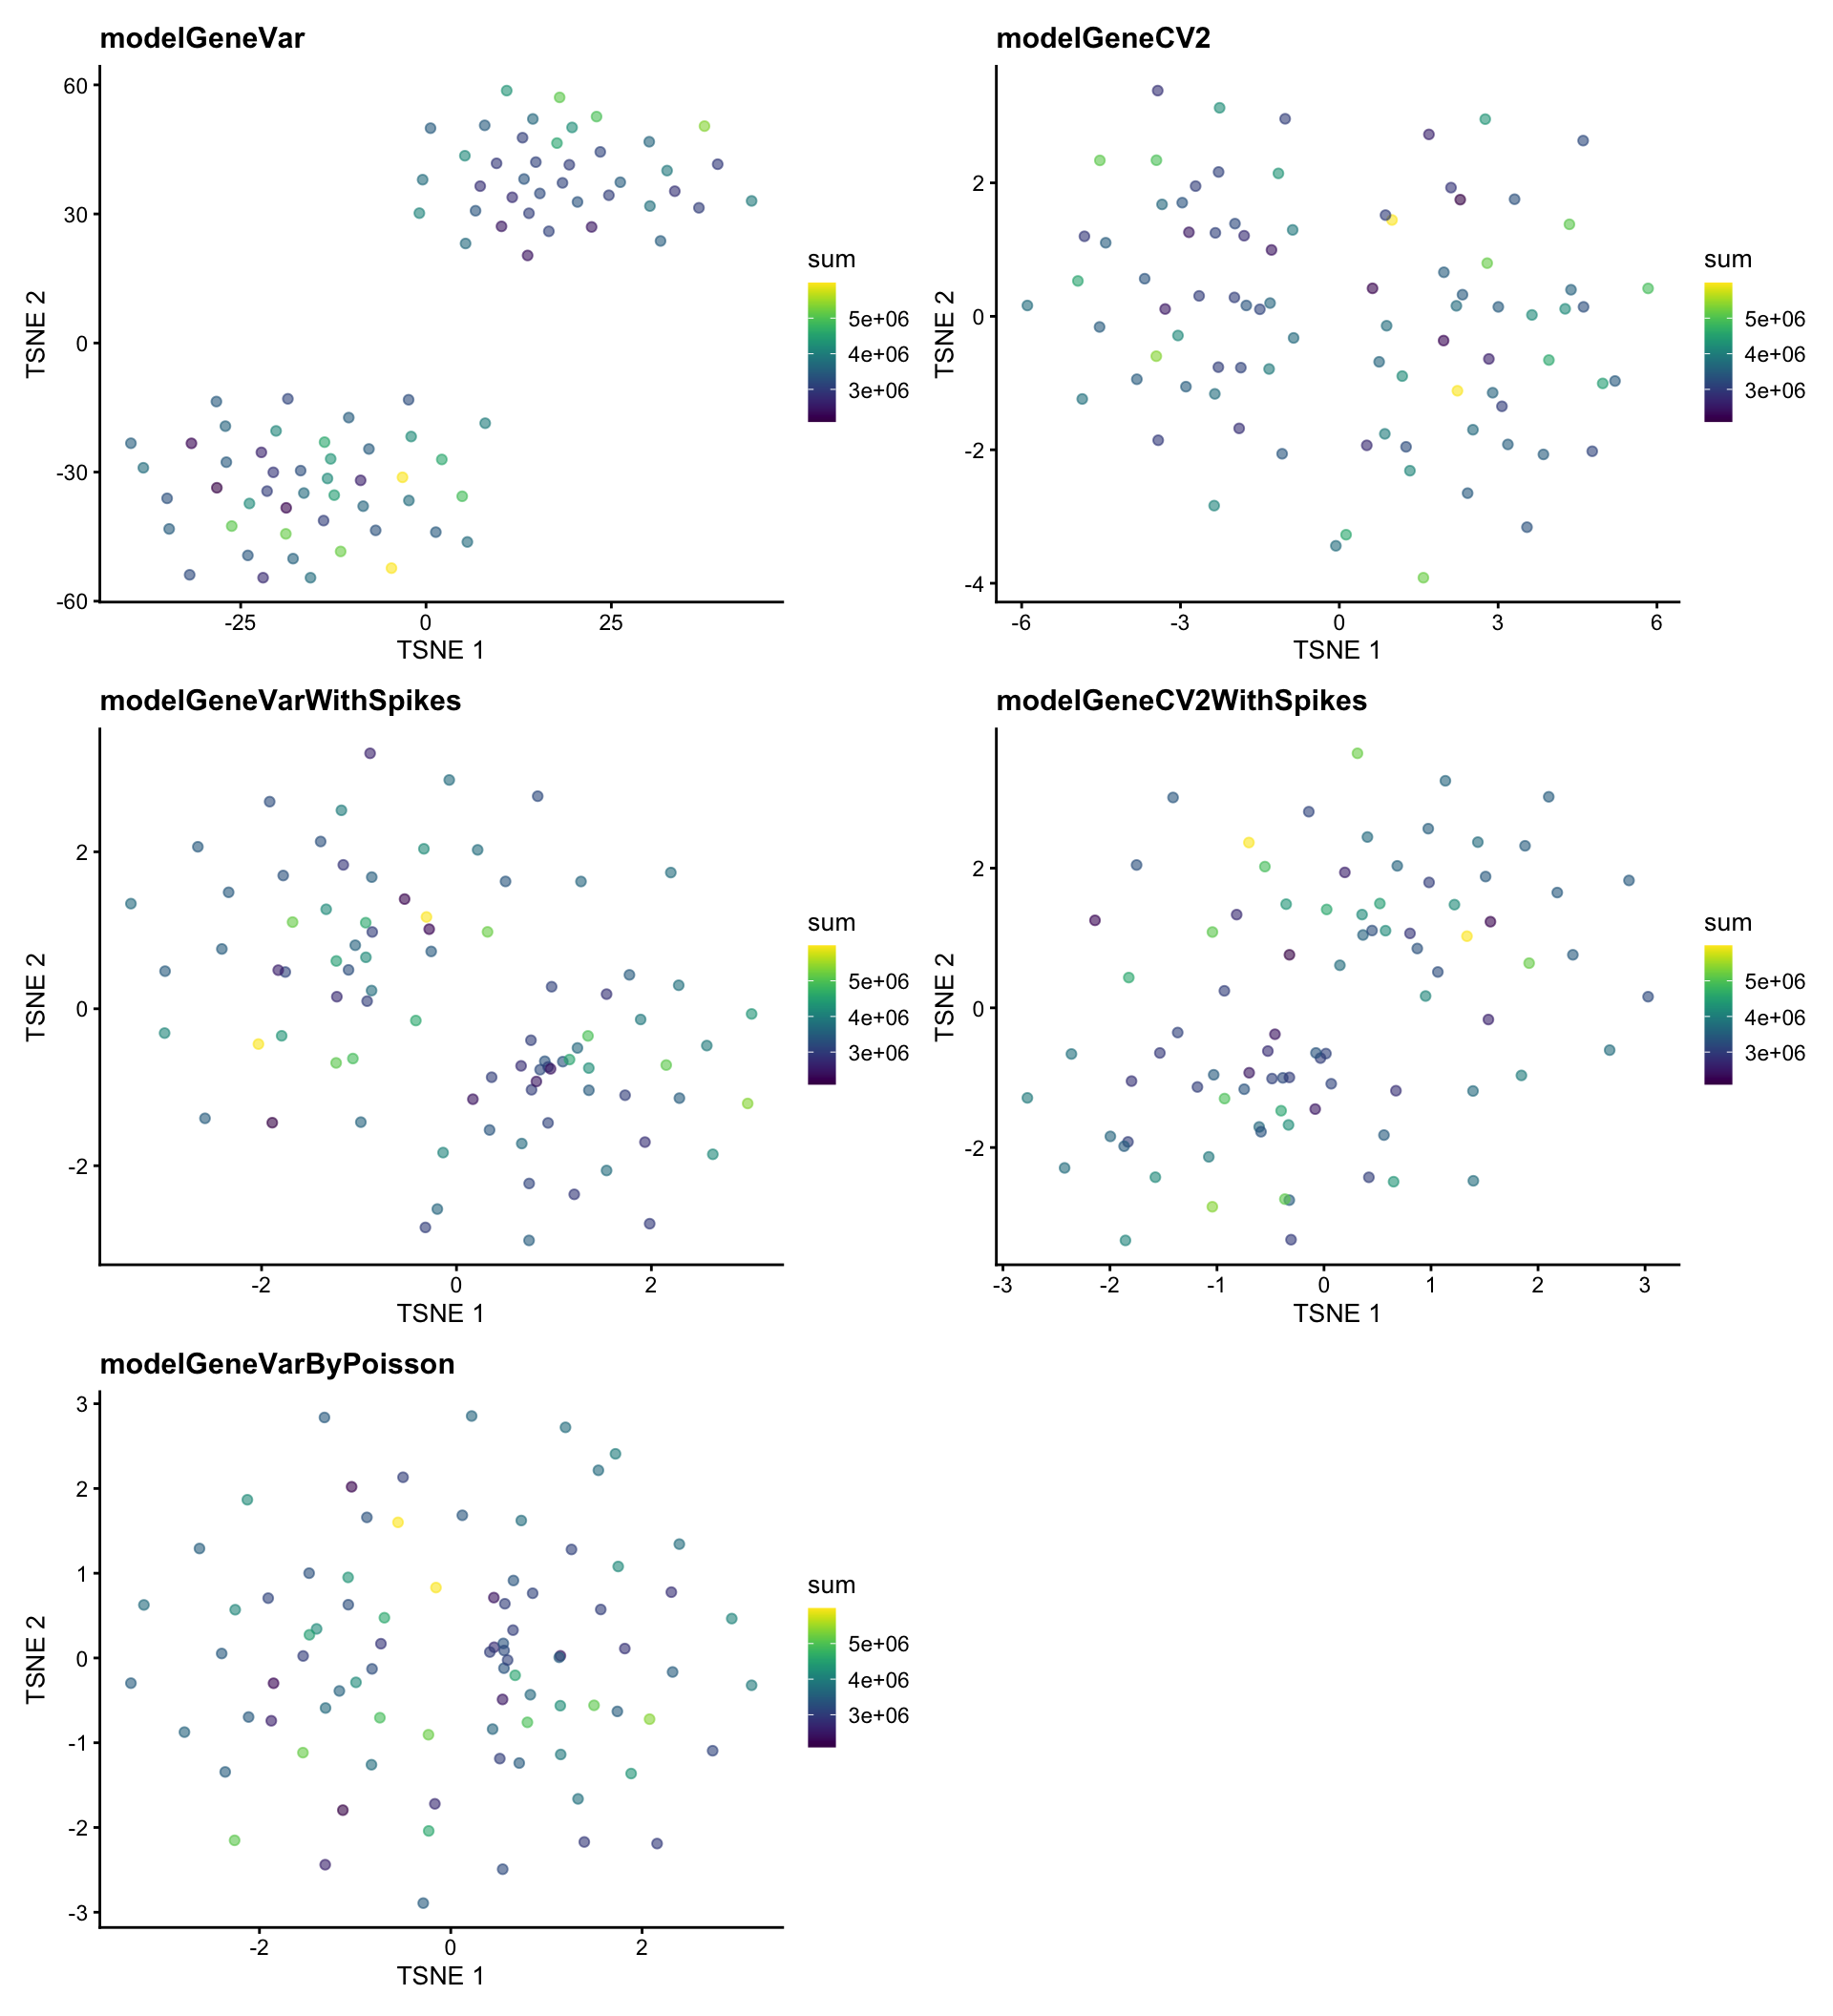 modelGeneVar
60
30
0
-30
-60
-25
0
25
TSNE 1
TSNE 2
sum
5e+06
4e+06
3e+06
modelGeneCV2
2
0
-2
-4
-6
-3
0
3
6
TSNE 1
TSNE 2
sum
5e+06
4e+06
3e+06
modelGeneVarWithSpikes
2
0
-2
-2
0
2
TSNE 1
TSNE 2
sum
5e+06
4e+06
3e+06
modelGeneCV2WithSpikes
2
0
-2
-3
-2
-1
0
1
2
3
TSNE 1
TSNE 2
sum
5e+06
4e+06
3e+06
modelGeneVarByPoisson
3
2
1
0
-1
-2
-3
-2
0
2
TSNE 1
TSNE 2
sum
5e+06
4e+06
3e+06